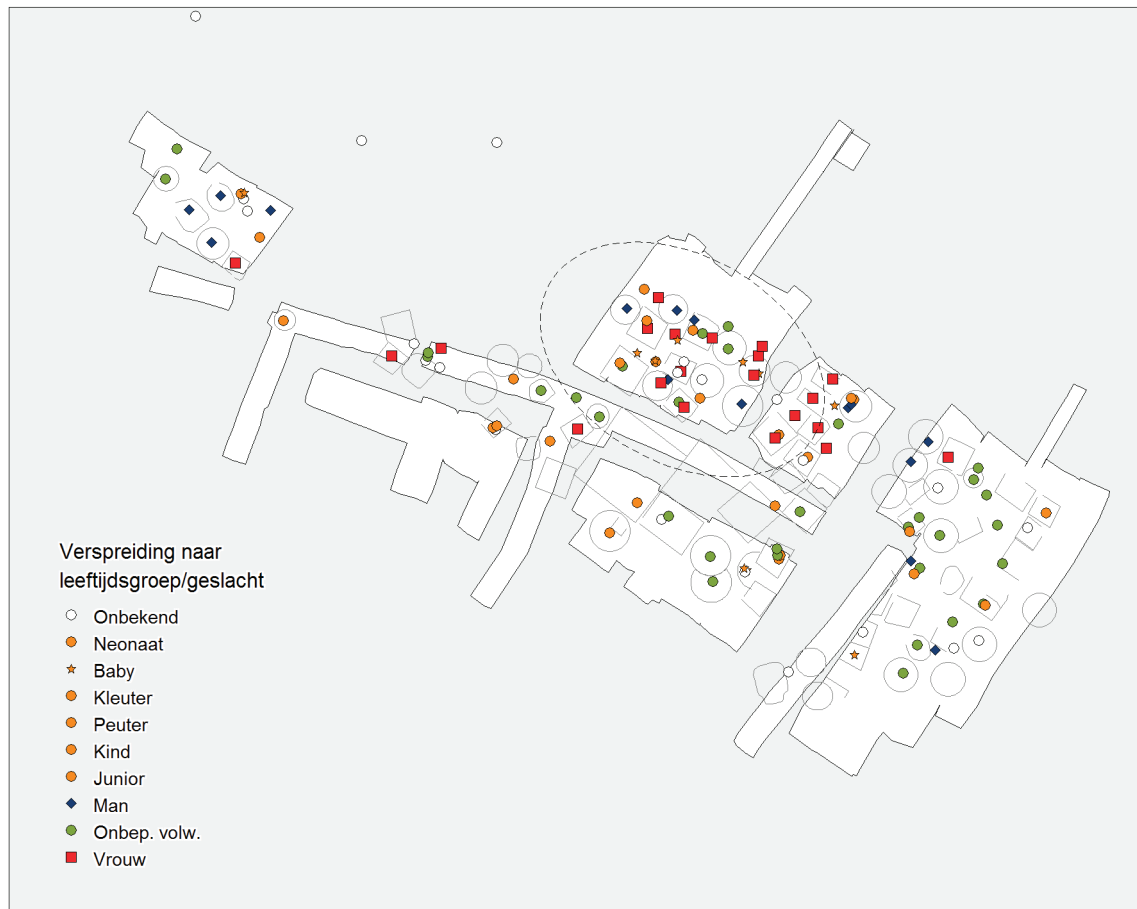 Verspreiding naar
leeftijdsgroep/geslacht
Onbekend
Neonaat
Baby
Kleuter
Peuter
Kind
Junior
Man
Onbep. volw.
Vrouw